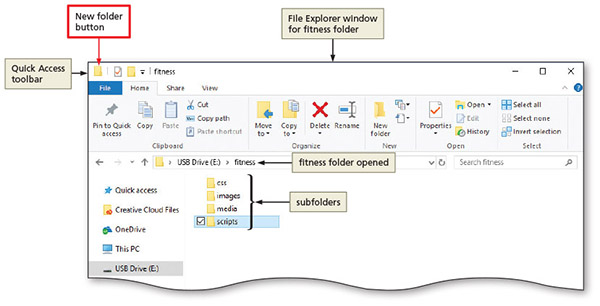 New folder
button
File Explorer window
for fitness folder
Quick Access
toolbar
fitness
File
Home
Share
View
Pin to Quick
access
Copy
Paste
Cut
Copy path
Paste shortcut
Clipboard
Move
to
Copy
to
Delete
Rename
Organize
New
folder
New
Properties
Open
Edit
History
Open
Select all
Select none
Invert selection
Select
USB Drive (E:)
fitness
fitness folder opened
Search fitness
Quick access
Creative Cloud Files
OneDrive
This PC
USB Drive (E:)
css
images
media
scripts
subfolders